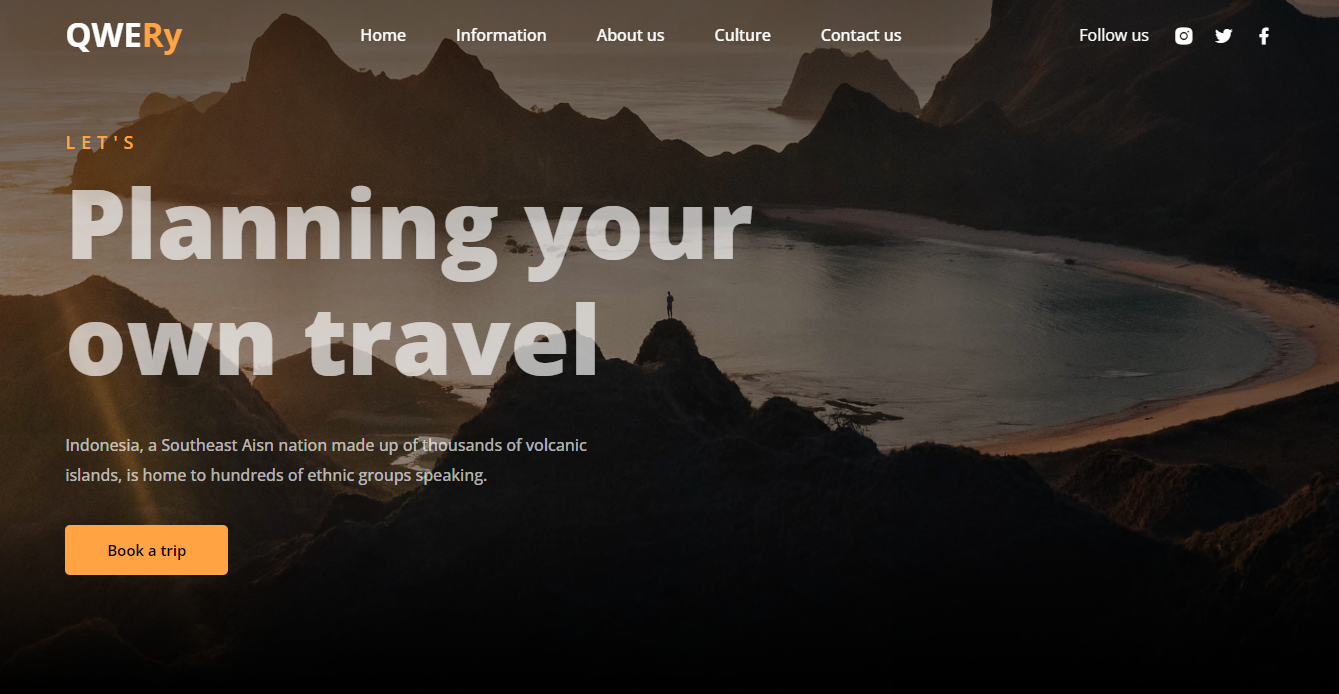 QWERy
Home Information About us Culture Contact us Follow us
LET'S
Planning your
own travel
Indonesia, a Southeast Aisn nation made up of thousands of volcanic
islands, is home to hundreds of ethnic groups speaking.
Book a trip